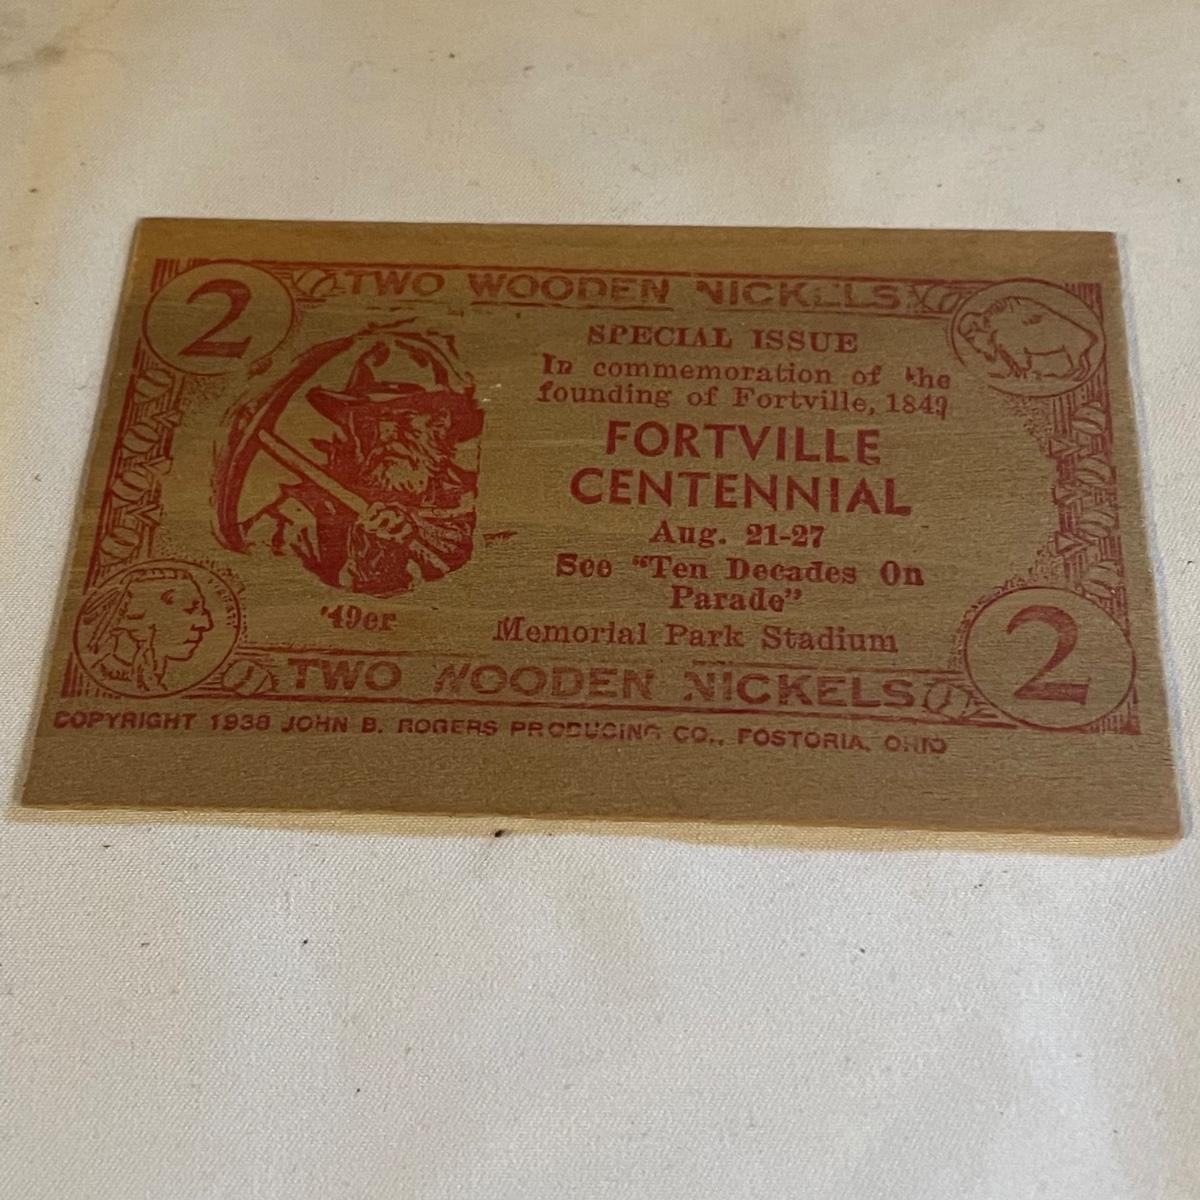 2
TWO WOODEN NICKELS
SPECIAL ISSUE
In commemoration of the
founding of Fortville, 1849
FORTVILLE
CENTENNIAL
Aug. 21-27
See "Ten Decades On
Parade"
Memorial Park Stadium
'49er
TWO WOODEN NICKELS
2
COPYRIGHT 1938 JOHN B. ROGERS PRODUCING CO., FOSTORIA, OHIO